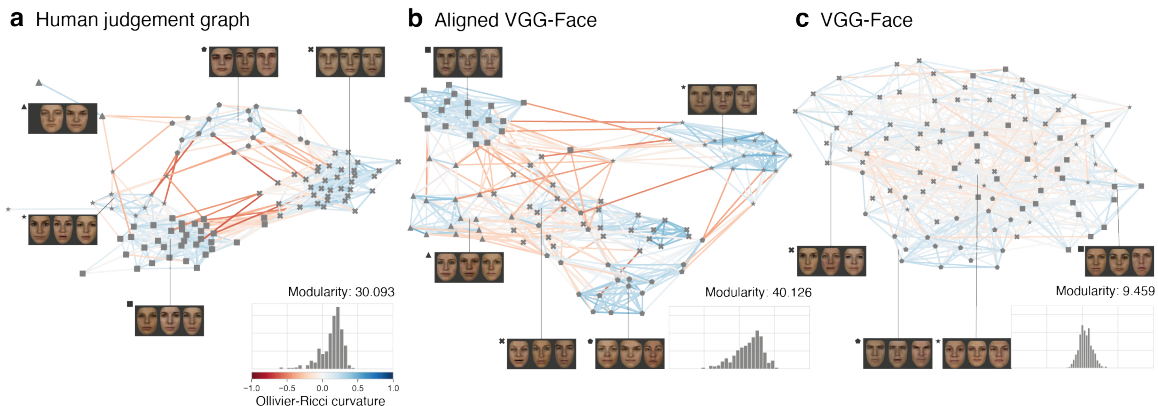 a Human judgement graph
b Aligned VGG-Face
c VGG-Face
Modularity: 30.093
Modularity: 40.126
Modularity: 9.459
−1.0 −0.5 0.0 0.5 1.0
Ollivier-Ricci curvature